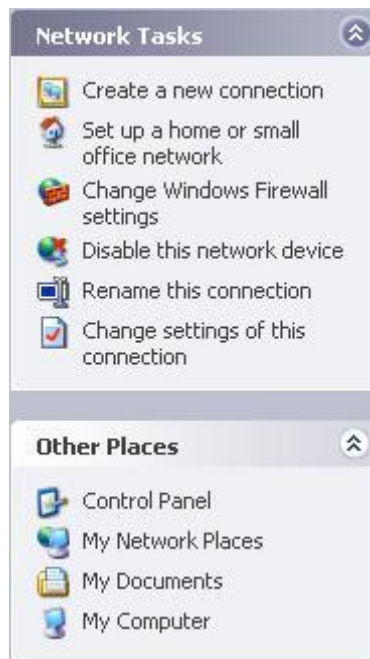 Network Tasks
Create a new connection
Set up a home or small
office network
Change Windows Firewall
settings
Disable this network device
Rename this connection
Change settings of this
connection
Other Places
Control Panel
My Network Places
My Documents
My Computer